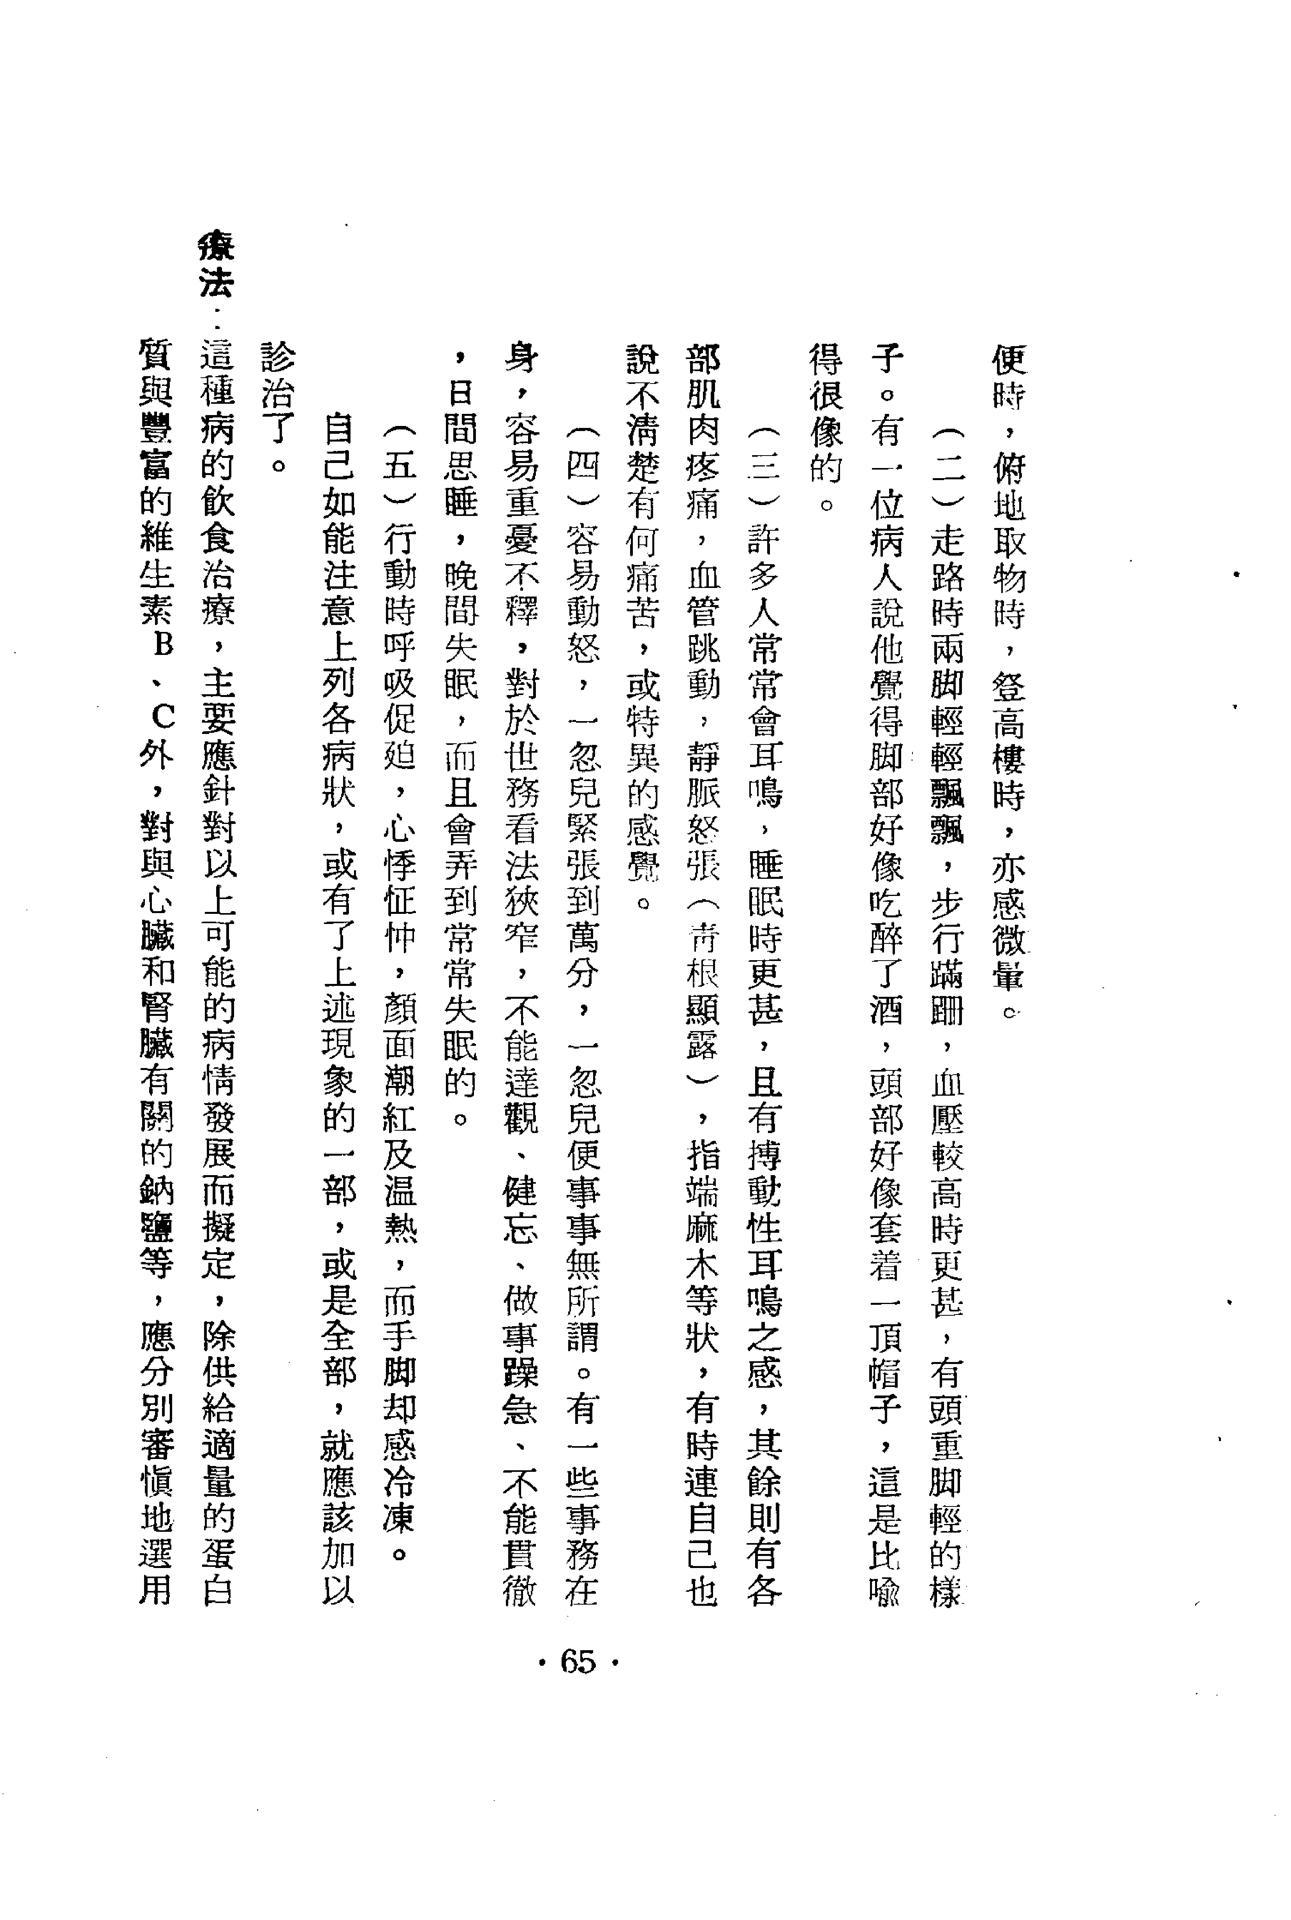 便時，俯地取物時，登高樓時，亦感微暈。
（二）走路時兩脚輕輕飄飄，步行蹣跚，血壓較高時更甚，有頭重脚輕的樣
子。有一位病人說他覺得脚部好像吃醉了酒，頭部好像套着一頂帽子，這是比喩
得很像的。
（三）許多人常常會耳鳴，睡眠時更甚，且有搏動性耳鳴之感，其餘則有各
部肌肉疼痛，血管跳動，靜脈怒張（青根顯露），指端麻木等狀，有時連自己也
說不淸楚有何痛苦，或特異的感覺。
（四）容易動怒，一忽兒緊張到萬分，一忽兒便事事無所謂。有一些事務在
身，容易重憂不釋，對於世務看法狹窄，不能達觀、健忘、做事躁急、不能貫徹
，日間思睡，晚間失眠，而且會弄到常常失眠的。
（五）行動時呼吸促廹，心悸怔忡，顏面潮紅及温熱，而手脚却感冷凍。
自己如能注意上列各病狀，或有了上述現象的一部，或是全部，就應該加以
診治了。
療法：這種病的飲食治療，主要應針對以上可能的病情發展而擬定，除供給適量的蛋白
質與豐富的維生素B、C外，對與心臟和腎臟有關的鈉鹽等，應分別審愼地選用
·65·